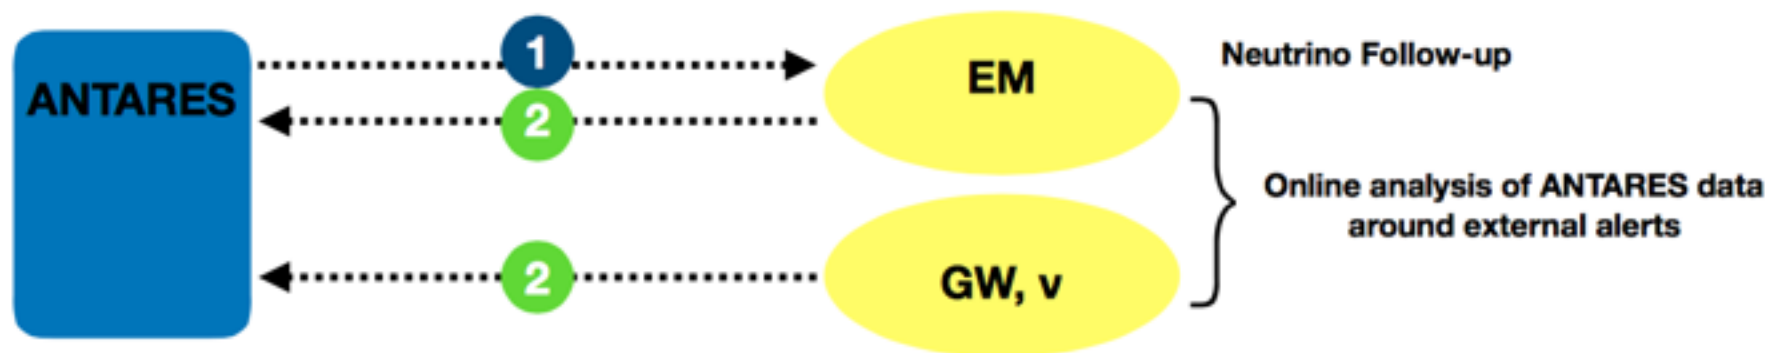 ANTARES
1
2
2
EM
GW, ν
Neutrino Follow-up
Online analysis of ANTARES data
around external alerts